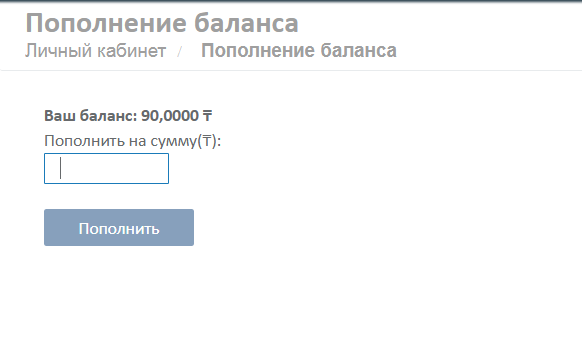 Пополнение баланса
Личный кабинет / Пополнение баланса
Ваш баланс: 90,0000 ₸
Пополнить на сумму(₸):
Пополнить